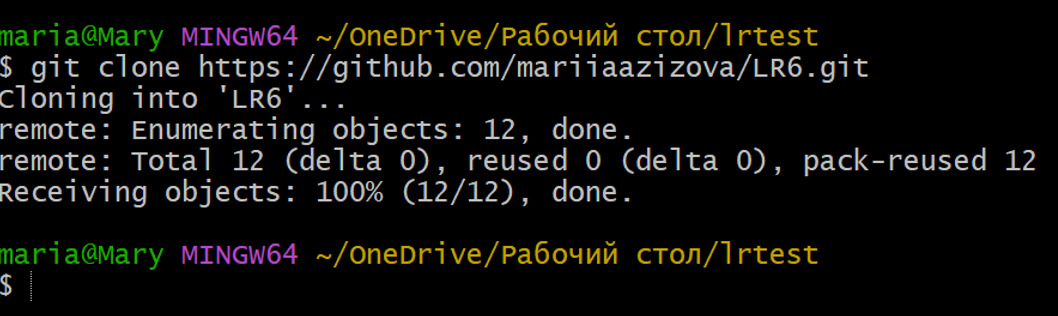 maria@Mary MINGW64 ~/OneDrive/Рабочий стол/lrtest
$ git clone https://github.com/mariiaazizova/LR6.git
Cloning into 'LR6'...
remote: Enumerating objects: 12, done.
remote: Total 12 (delta 0), reused 0 (delta 0), pack-reused 12
Receiving objects: 100% (12/12), done.
maria@Mary MINGW64 ~/OneDrive/Рабочий стол/lrtest
$